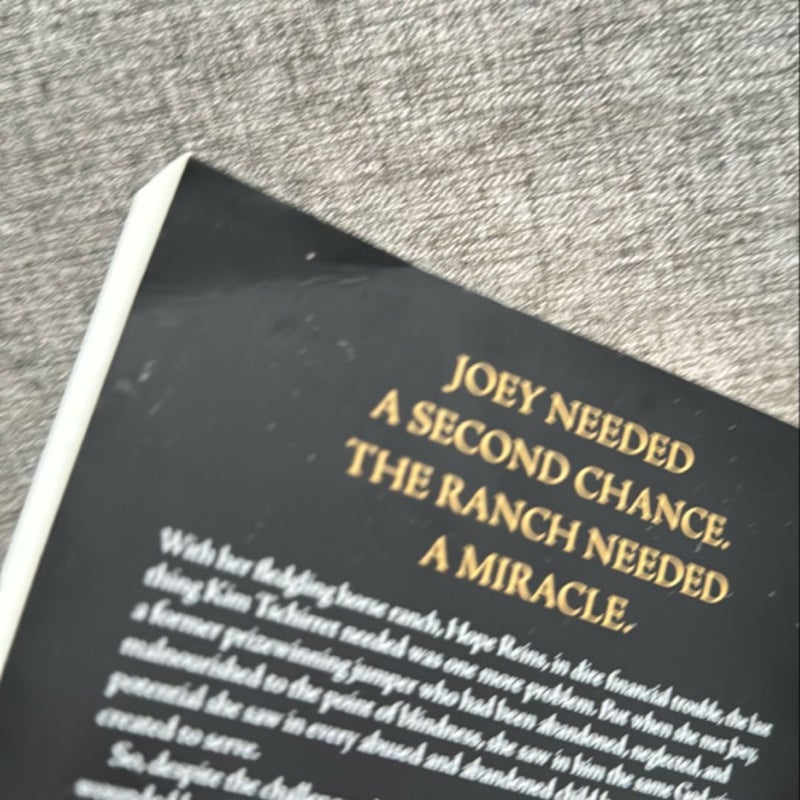 JOEY NEEDED
A SECOND CHANCE.
THE RANCH NEEDED
A MIRACLE.
With her fledgling horse ranch, Hope Reins, in dire financial trouble, the last
thing Kim Tschirret needed was one more problem. But when she met Joey,
a former prizewinning jumper who had been abandoned, neglected, and
malnourished to the point of blindness, she saw in him the same God-given
potential she saw in every abused and abandoned child
created to serve.
So, despite the